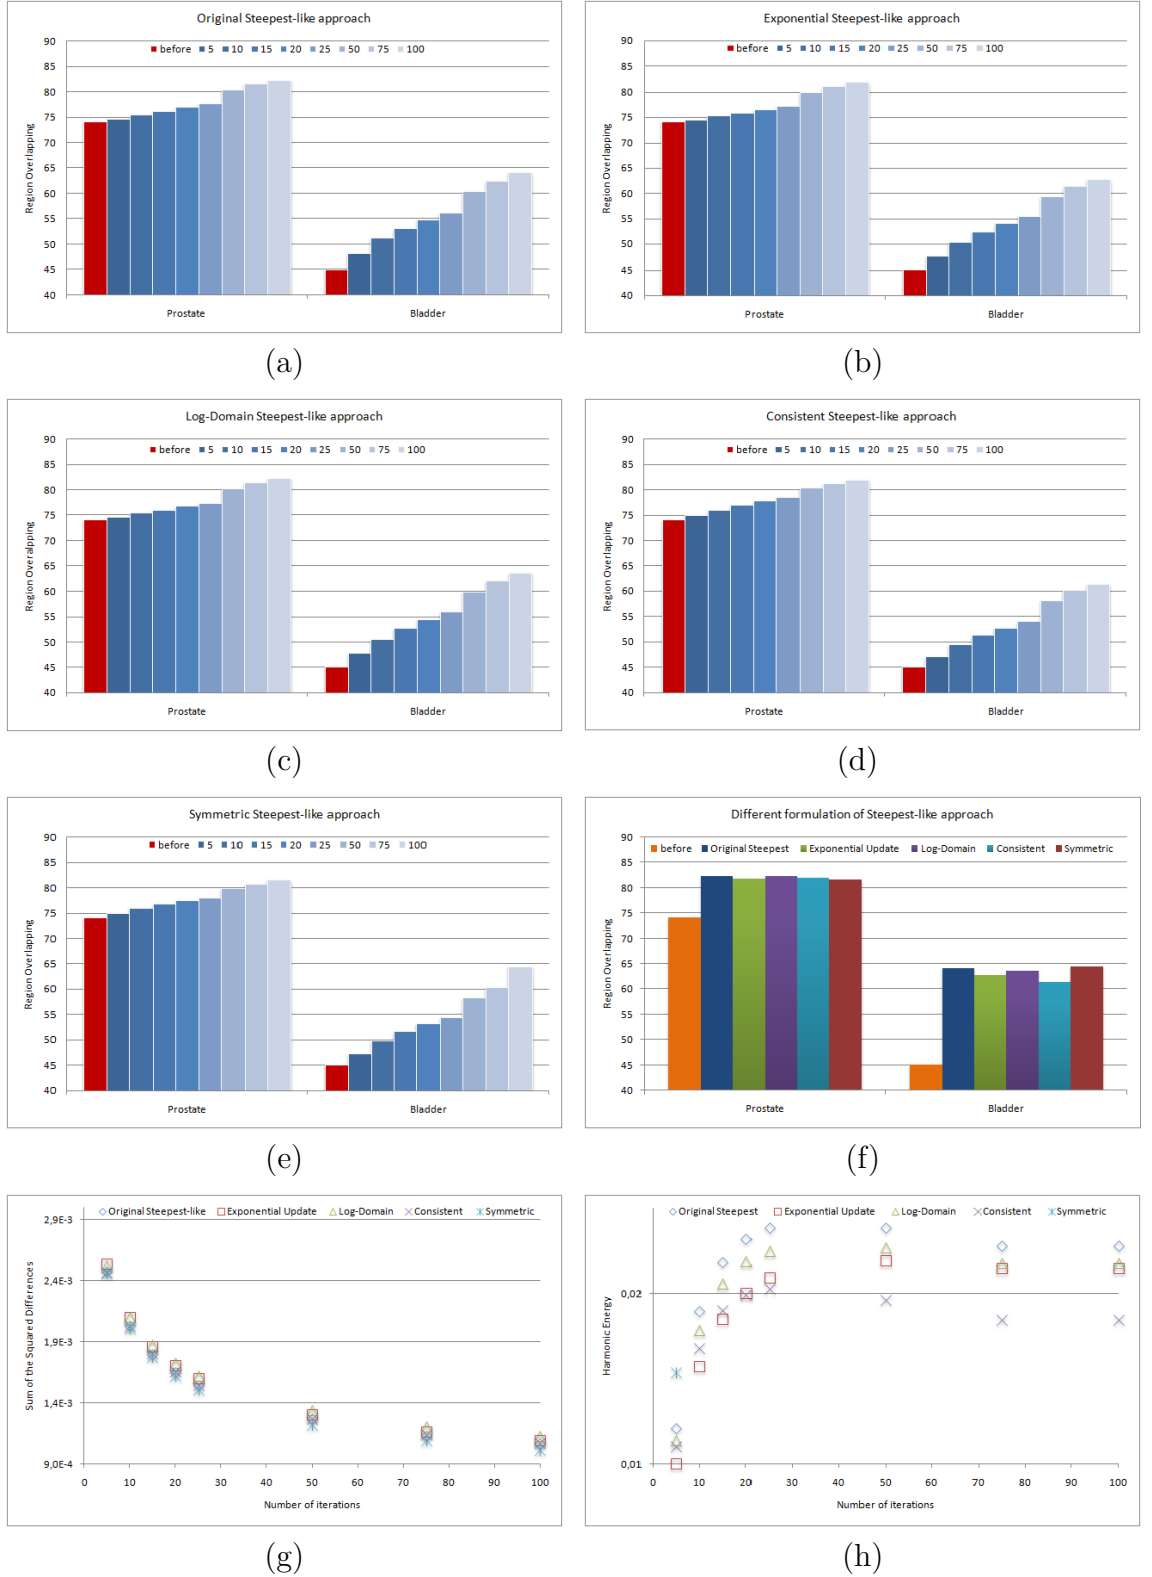 Original Steepest-like approach
before 5 10 15 20 25 50 75 100
90
85
80
75
70
65
60
55
50
45
40
Region Overlapping
Prostate Bladder
(a)
Exponential Steepest-like approach
before 5 10 15 20 25 50 75 100
90
85
80
75
70
65
60
55
50
45
40
Region Overlapping
Prostate Bladder
(b)
Log-Domain Steepest-like approach
before 5 10 15 20 25 50 75 100
90
85
80
75
70
65
60
55
50
45
40
Region Overalpping
Prostate Bladder
(c)
Consistent Steepest-like approach
before 5 10 15 20 25 50 75 100
90
85
80
75
70
65
60
55
50
45
40
Region Overlapping
Prostate Bladder
(d)
Symmetric Steepest-like approach
before 5 10 15 20 25 50 75 100
90
85
80
75
70
65
60
55
50
45
40
Region Overlapping
Prostate Bladder
(e)
Different formulation of Steepest-like approach
before Original Steepest Exponential Update Log-Domain Consistent Symmetric
90
85
80
75
70
65
60
55
50
45
40
Region Overlapping
Prostate Bladder
(f)
Original Steepest-like Exponential Update Log-Domain Consistent Symmetric
2,9E-3
2,4E-3
1,9E-3
1,4E-3
9,0E-4
Sum of the Squared Differences
0 10 20 30 40 50 60 70 80 90 100
Number of iterations
(g)
Original Steepest Exponential Update Log-Domain Consistent Symmetric
0,02
0,01
Harmonic Energy
0 10 20 30 40 50 60 70 80 90 100
Number of iterations
(h)